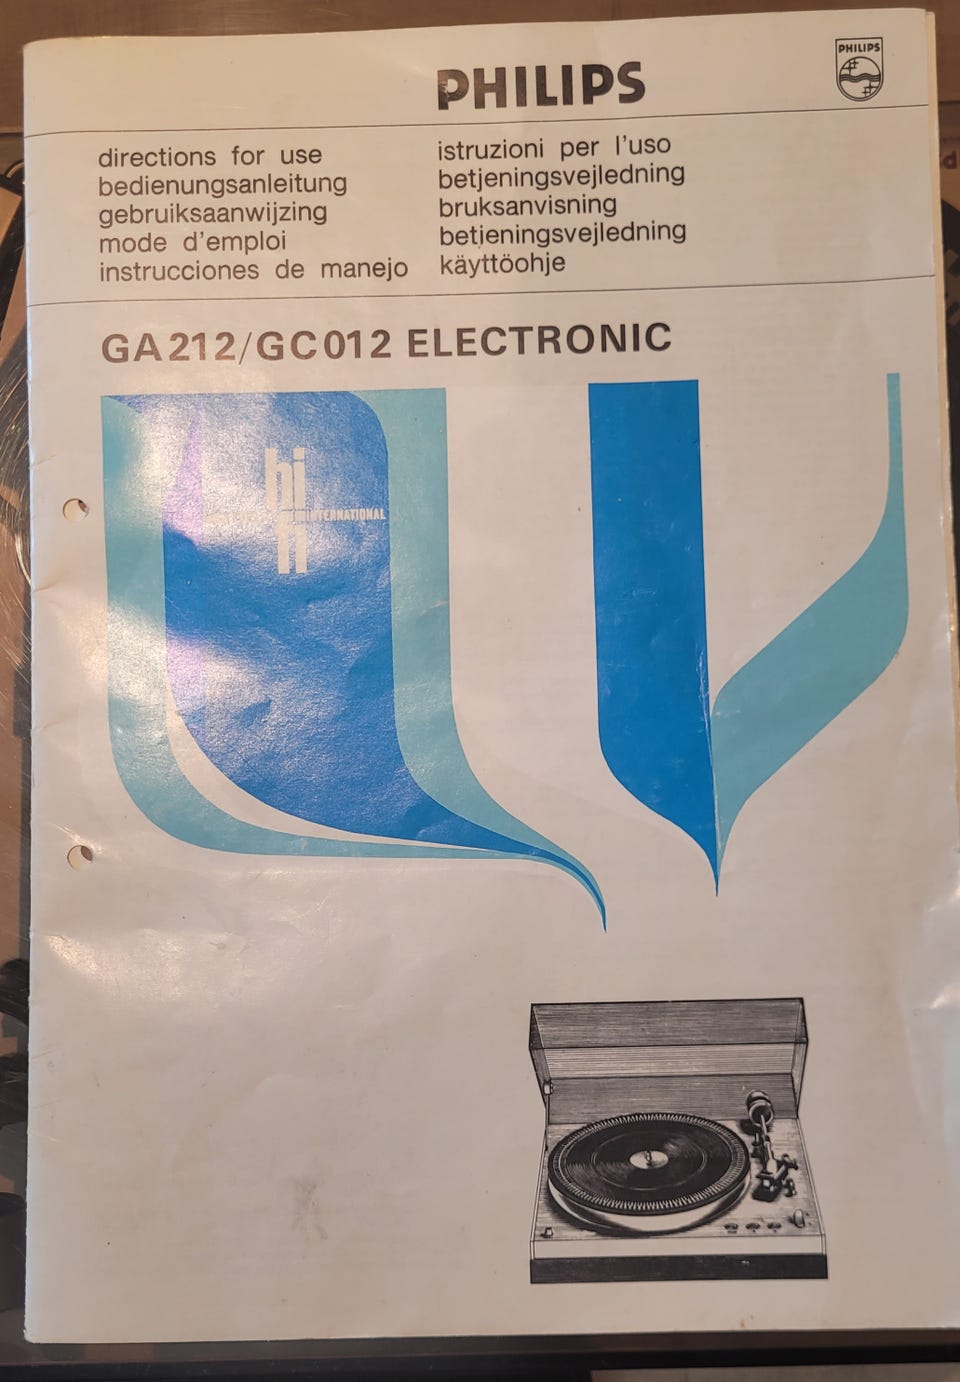 PHILIPS
PHILIPS
directions for use
bedienungsanleitung
gebruiksaanwijzing
mode d'emploi
instrucciones de manejo
istruzioni per l'uso
betjeningsvejledning
bruksanvisning
betjeningsvejledning
käyttöohje
GA212/GC012 ELECTRONIC
hi
INTERNATIONAL
fi